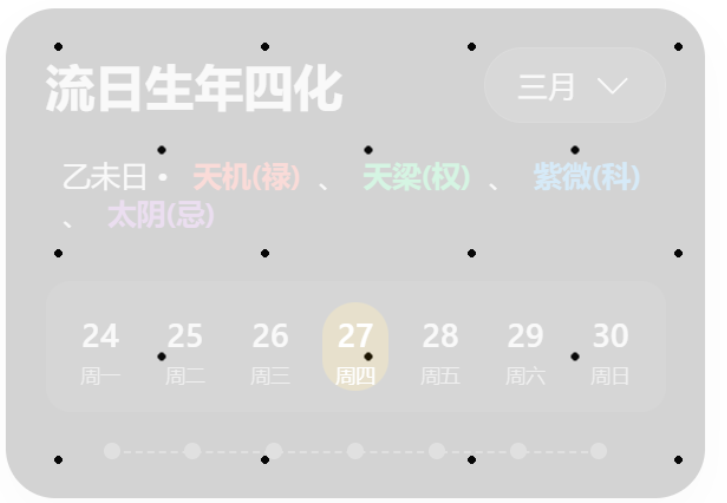 流日生年四化
三月
乙未日• 天机(禄) 、 天梁(权) 、 紫微(科)
、 太阴(忌)
24 25 26 27 28 29 30
周一 周二 周三 周四 周五 周六 周日